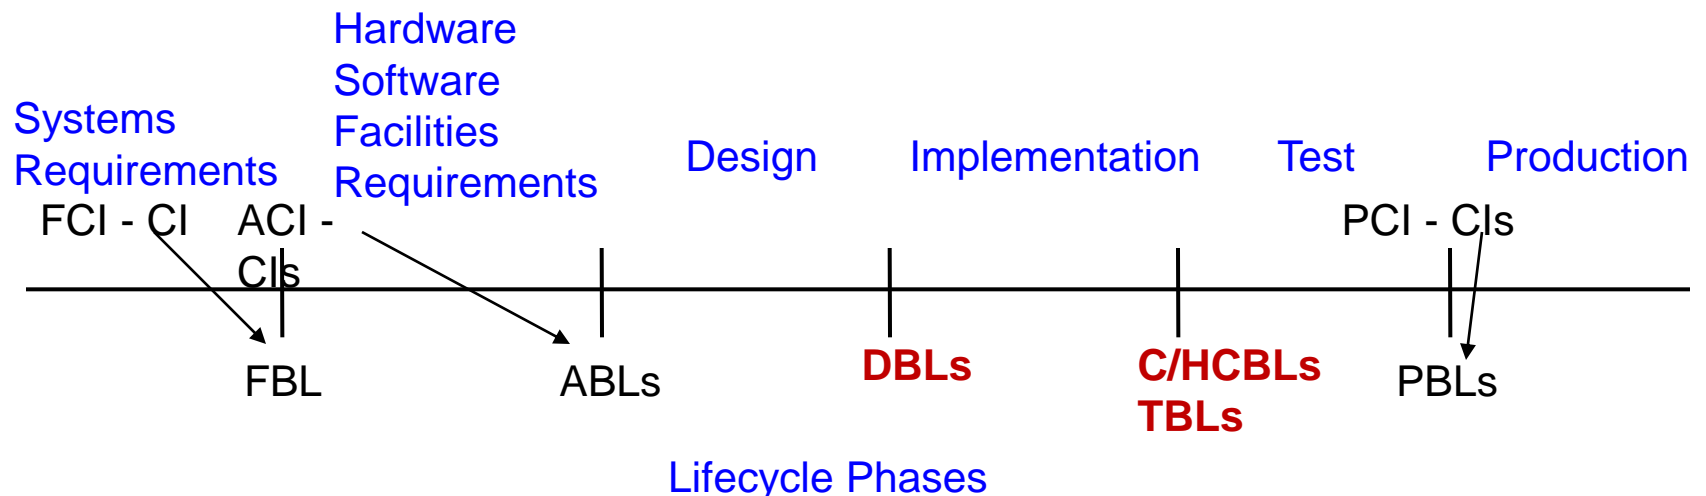 Hardware
Software
Facilities
Requirements
Systems
Requirements
Design
Implementation
Test
Production
FCI - CI
ACI -
CIs
PCI - CIs
FBL
ABLs
DBLs
C/HCBLs
TBLs
PBLs
Lifecycle Phases